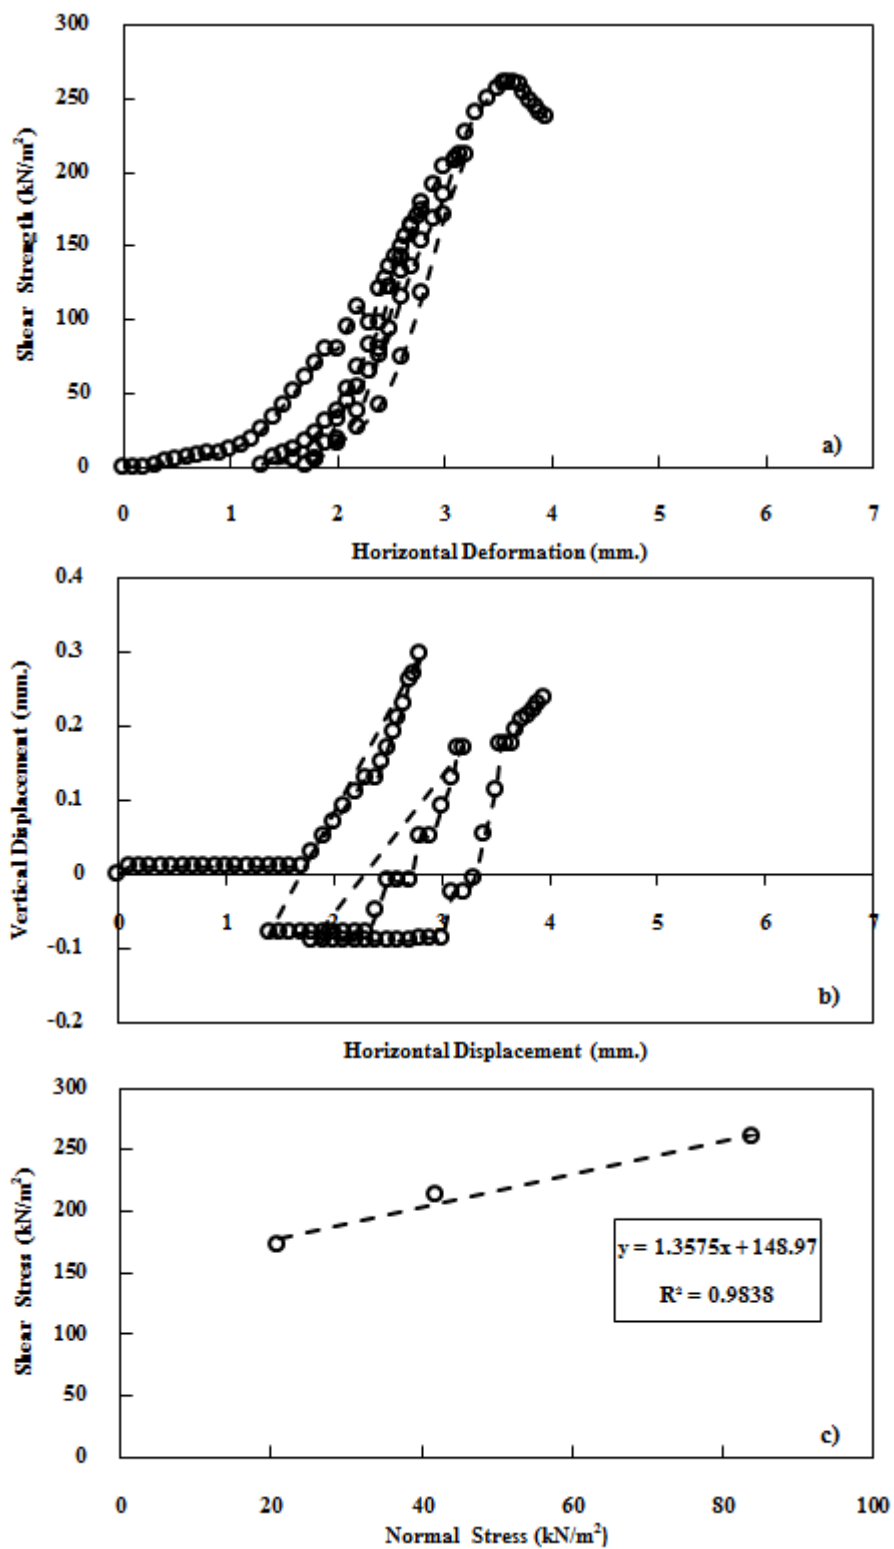 300
250
200
150
100
50
0
Shear Strength (kN/m²)
a)
0 1 2 3 4 5 6 7
Horizontal Deformation (mm.)
0.4
0.3
0.2
0.1
0
-0.1
-0.2
Vertical Displacement (mm.)
0 1 2 3 4 5 6 7
b)
Horizontal Displacement (mm.)
300
250
200
150
100
50
0
Shear Stress (kN/m²)
y = 1.3575x + 148.97
R² = 0.9838
c)
0 20 40 60 80 100
Normal Stress (kN/m²)